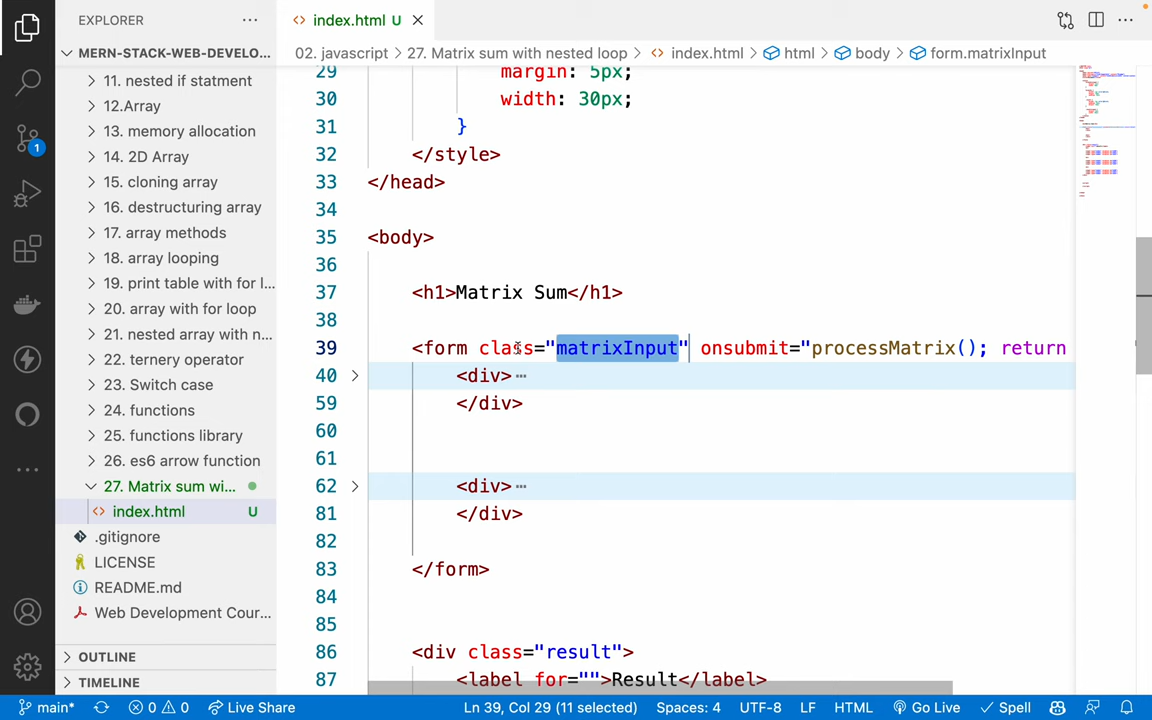 EXPLORER
MERN-STACK-WEB-DEVELO...
11. nested if statment
12.Array
13. memory allocation
14. 2D Array
15. cloning array
16. destructuring array
17. array methods
18. array looping
19. print table with for l...
20. array with for loop
21. nested array with n...
22. ternery operator
23. Switch case
24. functions
25. functions library
26. es6 arrow function
27. Matrix sum wi...
index.html U
.gitignore
LICENSE
README.md
Web Development Cour...
OUTLINE
TIMELINE
index.html U
02. javascript > 27. Matrix sum with nested loop > index.html > html > body > form.matrixInput
29 margin: 5px;
30 width: 30px;
31 }
32 </style>
33 </head>
34
35 <body>
36
37 <h1>Matrix Sum</h1>
38
39 <form class="matrixInput" onsubmit="processMatrix(); return
40 <div>
59 </div>
60
61
62 <div>
81 </div>
82
83 </form>
84
85
86 <div class="result">
87 <label for="">Result</label>
1
main* 0 0 Live Share Ln 39, Col 29 (11 selected) Spaces: 4 UTF-8 LF HTML Go Live Spell